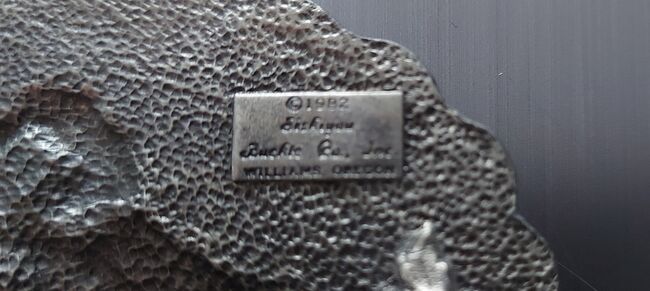 ©1982
Siskiyou
Buckle Co., Inc
WILLIAMS OREGON